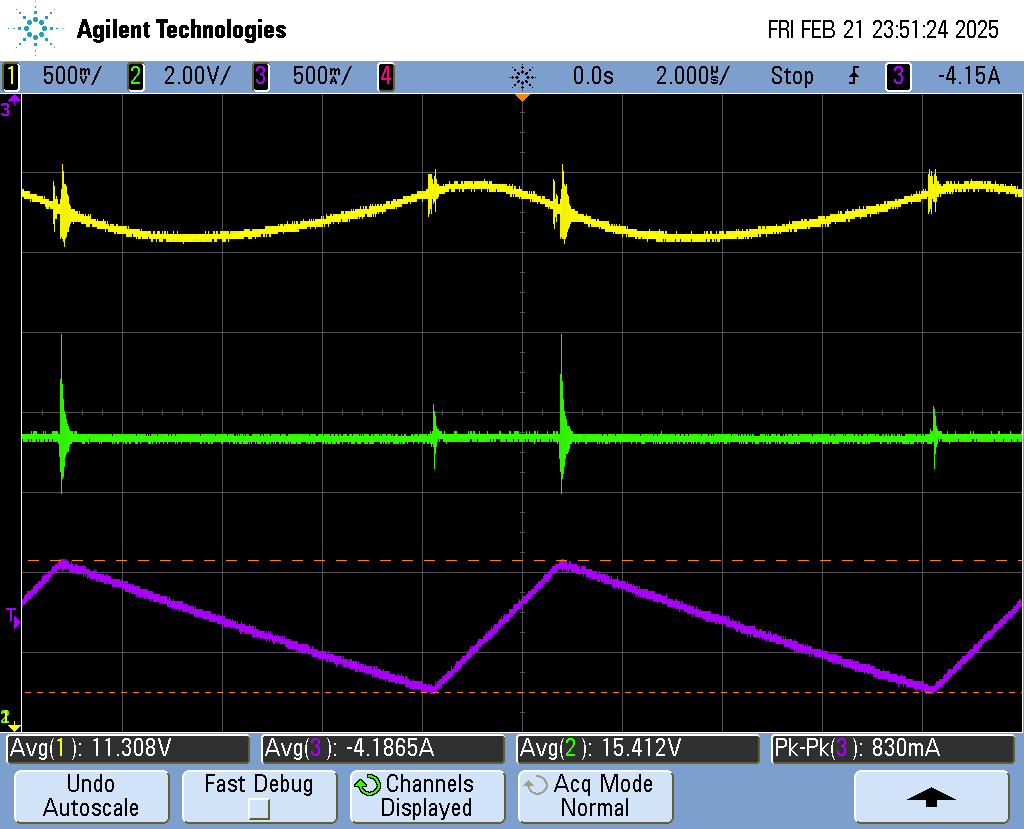 Agilent Technologies
FRI FEB 21 23:51:24 2025
1 500mV/ 2 2.00V/ 3 500mA/ 4 0.0s 2.000µs/ Stop 3 -4.15A
3
T
2
Avg(1): 11.308V Avg(3): -4.1865A Avg(2): 15.412V Pk-Pk(3): 830mA
Undo Autoscale
Fast Debug
Channels Displayed
Acq Mode Normal